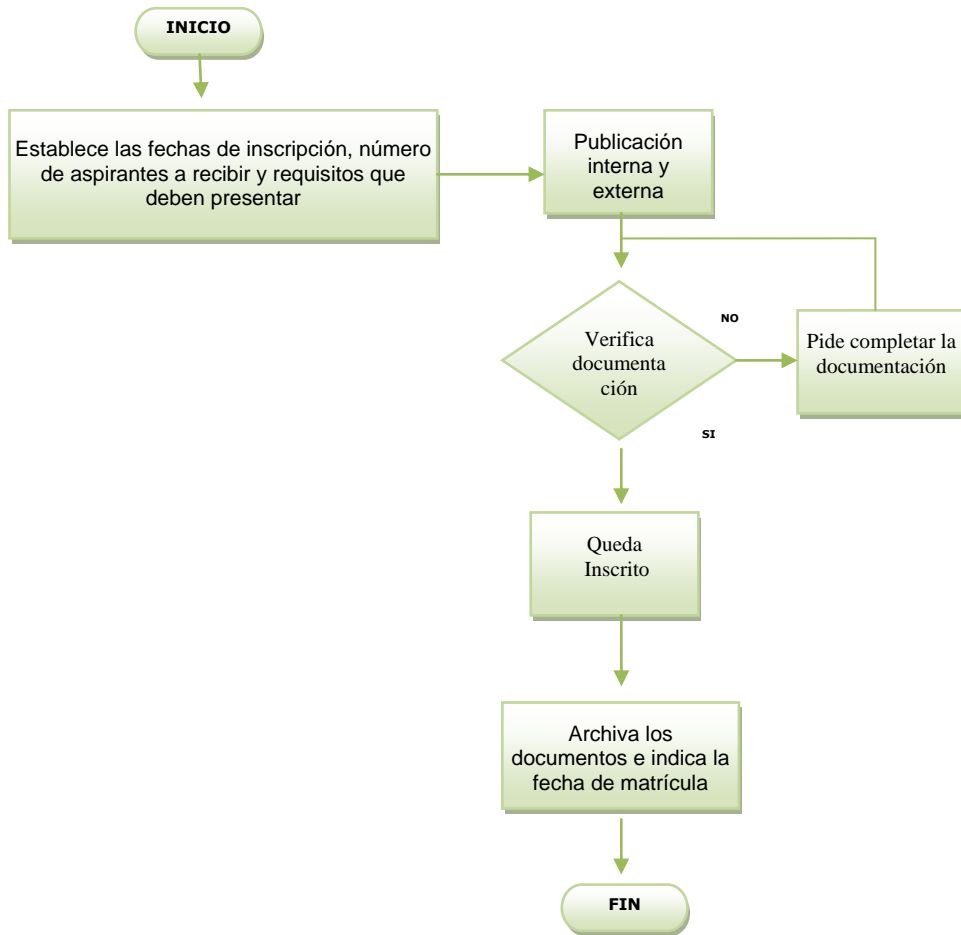 INICIO
Establece las fechas de inscripción, número
de aspirantes a recibir y requisitos que
deben presentar
Publicación
interna y
externa
NO
Verifica
documenta
ción
Pide completar la
documentación
SI
Queda
Inscrito
Archiva los
documentos e indica la
fecha de matrícula
FIN